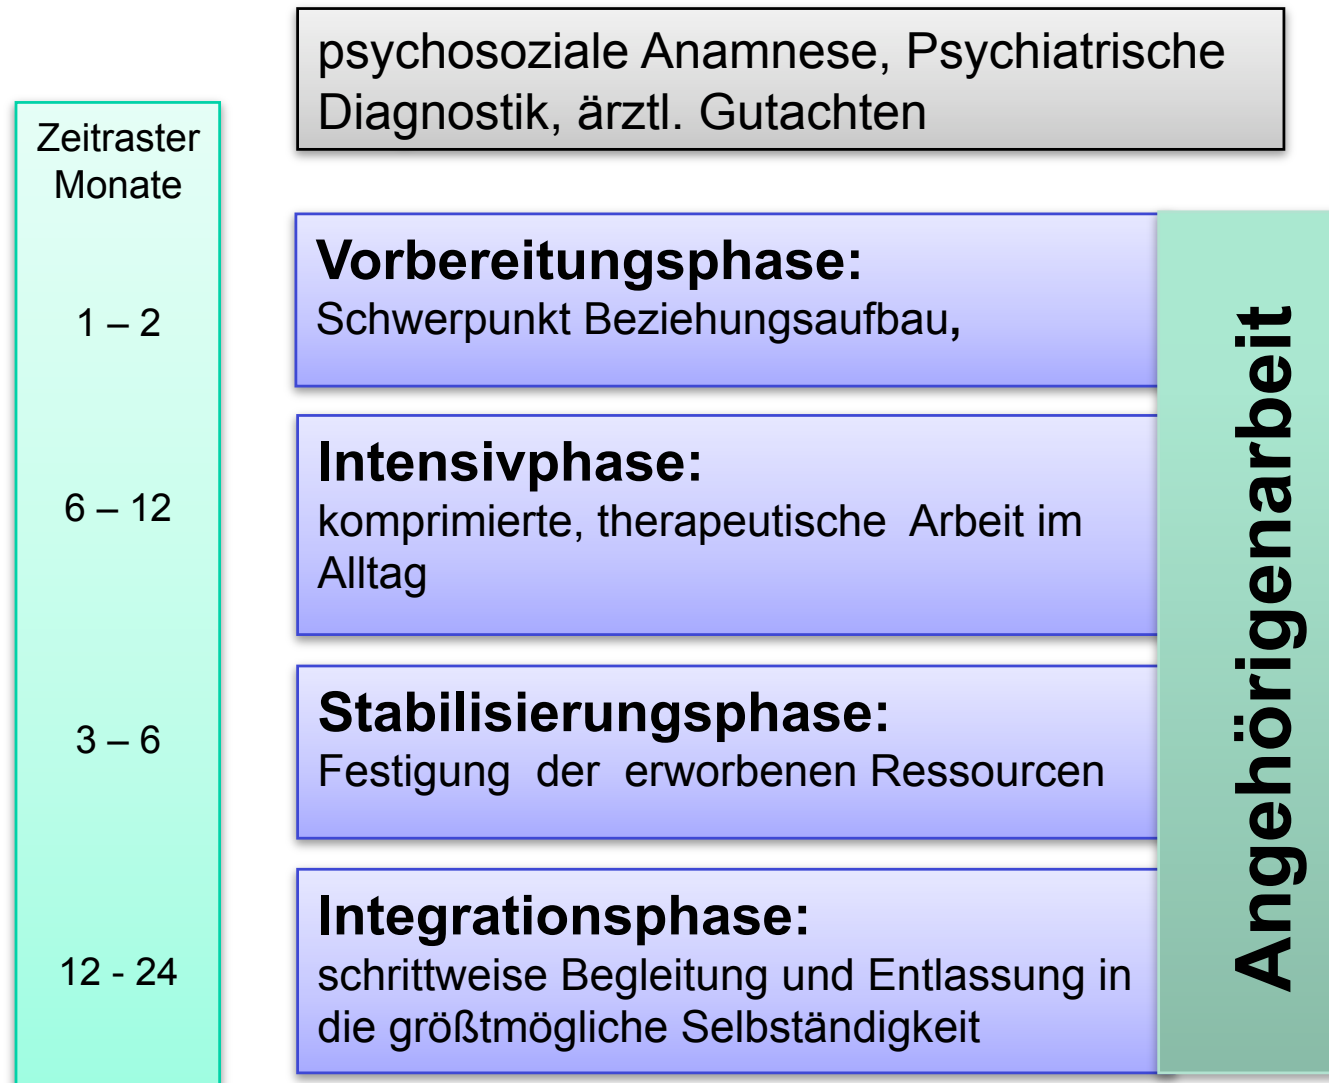 psychosoziale Anamnese, Psychiatrische
Diagnostik, ärztl. Gutachten
Zeitraster
Monate
1 – 2
Vorbereitungsphase:
Schwerpunkt Beziehungsaufbau,
6 – 12
Intensivphase:
komprimierte, therapeutische  Arbeit im
Alltag
3 – 6
Stabilisierungsphase:
Festigung  der  erworbenen Ressourcen
12 - 24
Integrationsphase:
schrittweise Begleitung und Entlassung in
die größtmögliche Selbständigkeit
Angehörigenarbeit